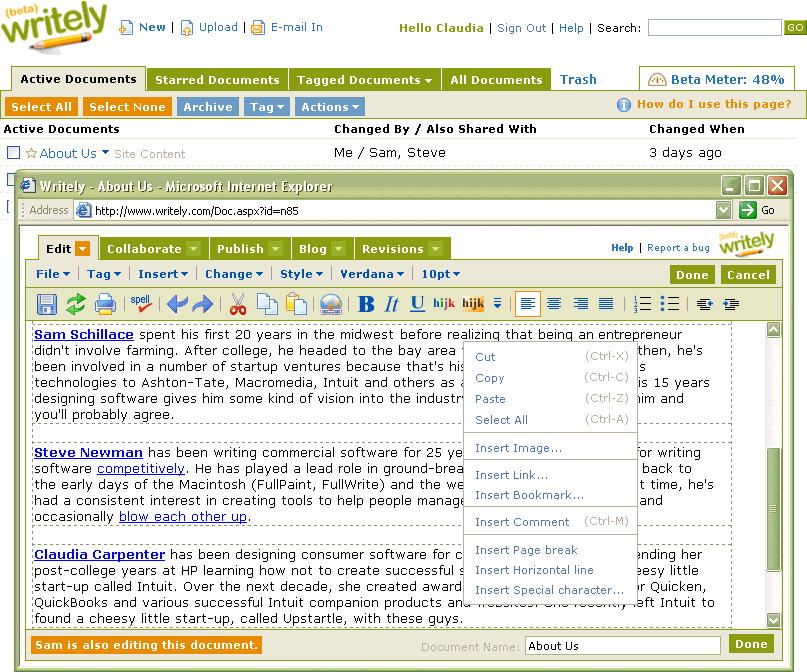 (beta)
writely
New | Upload | E-mail In
Hello Claudia | Sign Out | Help | Search: GO
Active Documents Starred Documents Tagged Documents All Documents Trash Beta Meter: 48%
Select All Select None Archive Tag Actions How do I use this page?
Active Documents Changed By / Also Shared With Changed When
About Us Site Content Me / Sam, Steve 3 days ago
Writely - About Us - Microsoft Internet Explorer
Address http://www.writely.com/Doc.aspx?id=n85 Go
Edit Collaborate Publish Blog Revisions Help | Report a bug (beta) writely
File Tag Insert Change Style Verdana 10pt Done Cancel
spell B It U hijk hijk
Sam Schillace spent his first 20 years in the midwest before realizing that being an entrepreneur
didn't involve farming. After college, he headed to the bay area then, he's
been involved in a number of startup ventures because that's his s
technologies to Ashton-Tate, Macromedia, Intuit and others as a is 15 years
designing software gives him some kind of vision into the industry im and
you'll probably agree.
Steve Newman has been writing commercial software for 25 ye for writing
software competitively. He has played a lead role in ground-brea back to
the early days of the Macintosh (FullPaint, FullWrite) and the we t time, he's
had a consistent interest in creating tools to help people manage and
occasionally blow each other up.
Claudia Carpenter has been designing consumer software for c ending her
post-college years at HP learning how not to create successful s eesy little
start-up called Intuit. Over the next decade, she created award or Quicken,
QuickBooks and various successful Intuit companion products and websites. She recently left Intuit to
found a cheesy little start-up, called Upstartle, with these guys.
Cut (Ctrl-X)
Copy (Ctrl-C)
Paste (Ctrl-Z)
Select All (Ctrl-A)
Insert Image...
Insert Link...
Insert Bookmark...
Insert Comment (Ctrl-M)
Insert Page break
Insert Horizontal line
Insert Special character...
Sam is also editing this document. Document Name: About Us Done